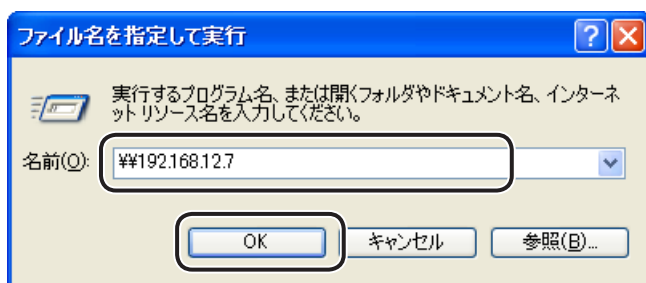 ファイル名を指定して実行
実行するプログラム名、または開くフォルダやドキュメント名、インターネ
ット リソース名を入力してください。
名前(O): ¥¥192.168.12.7
OK キャンセル 参照(B)...